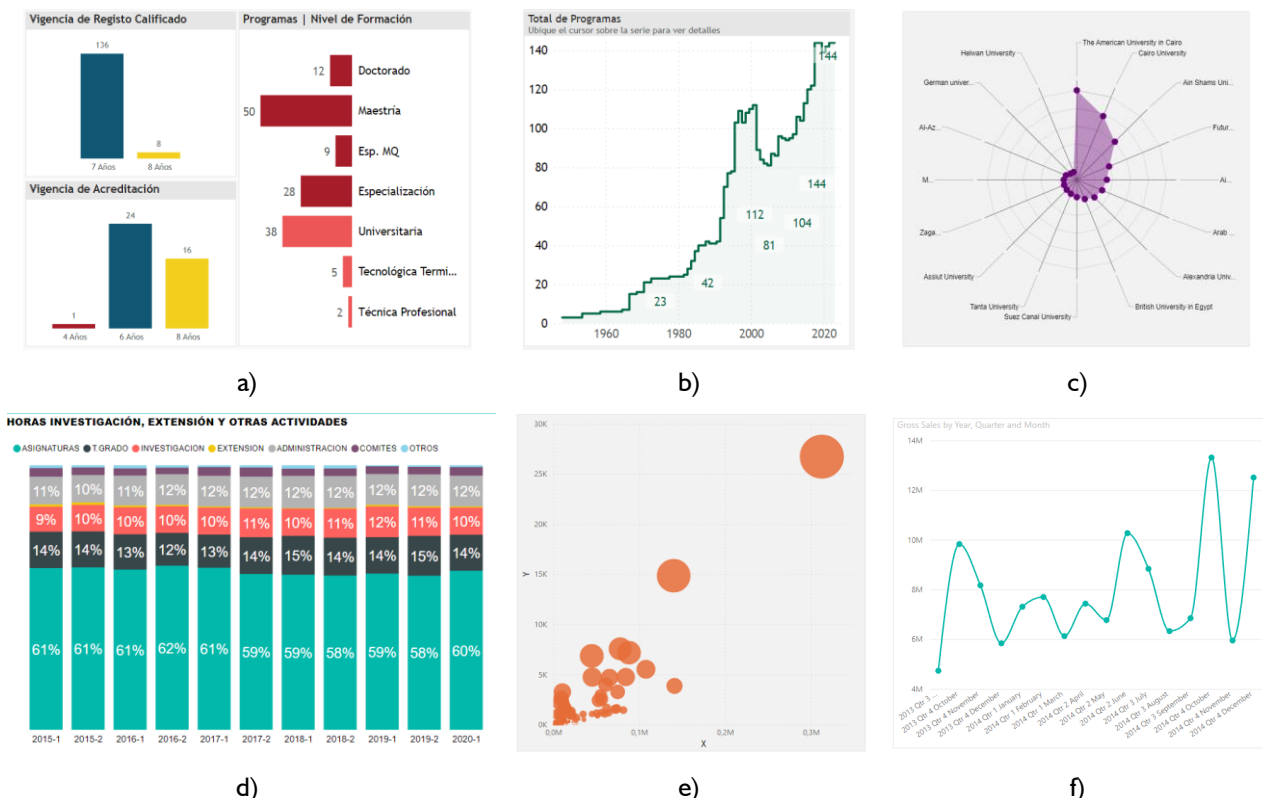 Vigencia de Registo Calificado
136
8
7 Años
8 Años
Vigencia de Acreditación
24
16
1
4 Años
6 Años
8 Años
Programas | Nivel de Formación
12 Doctorado
50 Maestría
9 Esp. MQ
28 Especialización
38 Universitaria
5 Tecnológica Termi...
2 Técnica Profesional
a)
Total de Programas
Ubique el cursor sobre la serie para ver detalles
140
120
100
80
60
40
20
0
144
144
112
104
81
42
23
1960
1980
2000
2020
b)
The American University in Cairo
Cairo University
Helwan University
German univer...
Ain Shams Uni...
Al-Az...
Futur...
M...
Ai...
Zaga...
Arab ...
Assiut University
Alexandria Univ...
Tanta University
British University in Egypt
Suez Canal University
c)
HORAS INVESTIGACIÓN, EXTENSIÓN Y OTRAS ACTIVIDADES
ASIGNATURAS T.GRADO INVESTIGACION EXTENSION ADMINISTRACION COMITES OTROS
11% 10% 11% 12% 12% 12% 12% 12% 12% 12% 12%
9% 10% 10% 10% 10% 11% 10% 11% 12% 11% 10%
14% 14% 13% 12% 13% 14% 15% 14% 14% 15% 14%
61% 61% 61% 62% 61% 59% 59% 58% 59% 58% 60%
2015-1 2015-2 2016-1 2016-2 2017-1 2017-2 2018-1 2018-2 2019-1 2019-2 2020-1
d)
30K
25K
20K
15K
10K
5K
0K
Y
0,0M 0,1M 0,2M 0,3M
X
e)
Gross Sales by Year, Quarter and Month
14M
12M
10M
8M
6M
4M
2013 Qtr 3 ...
2013 Qtr 4 October
2013 Qtr 4 November
2013 Qtr 4 December
2014 Qtr 1 January
2014 Qtr 1 February
2014 Qtr 1 March
2014 Qtr 2 April
2014 Qtr 2 May
2014 Qtr 2 June
2014 Qtr 3 July
2014 Qtr 3 August
2014 Qtr 3 September
2014 Qtr 4 October
2014 Qtr 4 November
2014 Qtr 4 December
f)